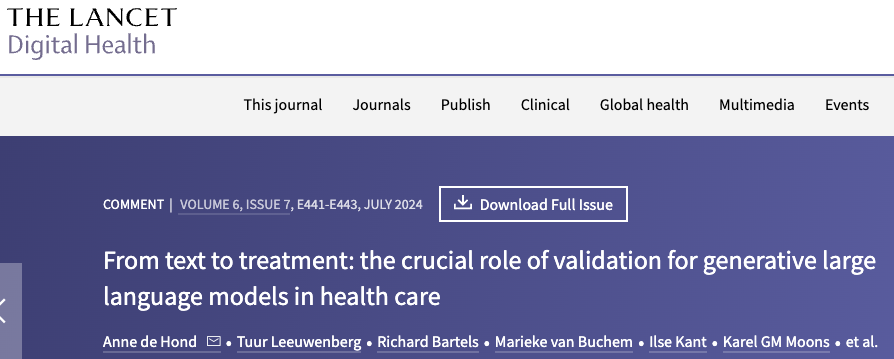 THE LANCET
Digital Health
This journal Journals Publish Clinical Global health Multimedia Events
COMMENT | VOLUME 6, ISSUE 7, E441-E443, JULY 2024 Download Full Issue
From text to treatment: the crucial role of validation for generative large
language models in health care
Anne de Hond • Tuur Leeuwenberg • Richard Bartels • Marieke van Buchem • Ilse Kant • Karel GM Moons • et al.